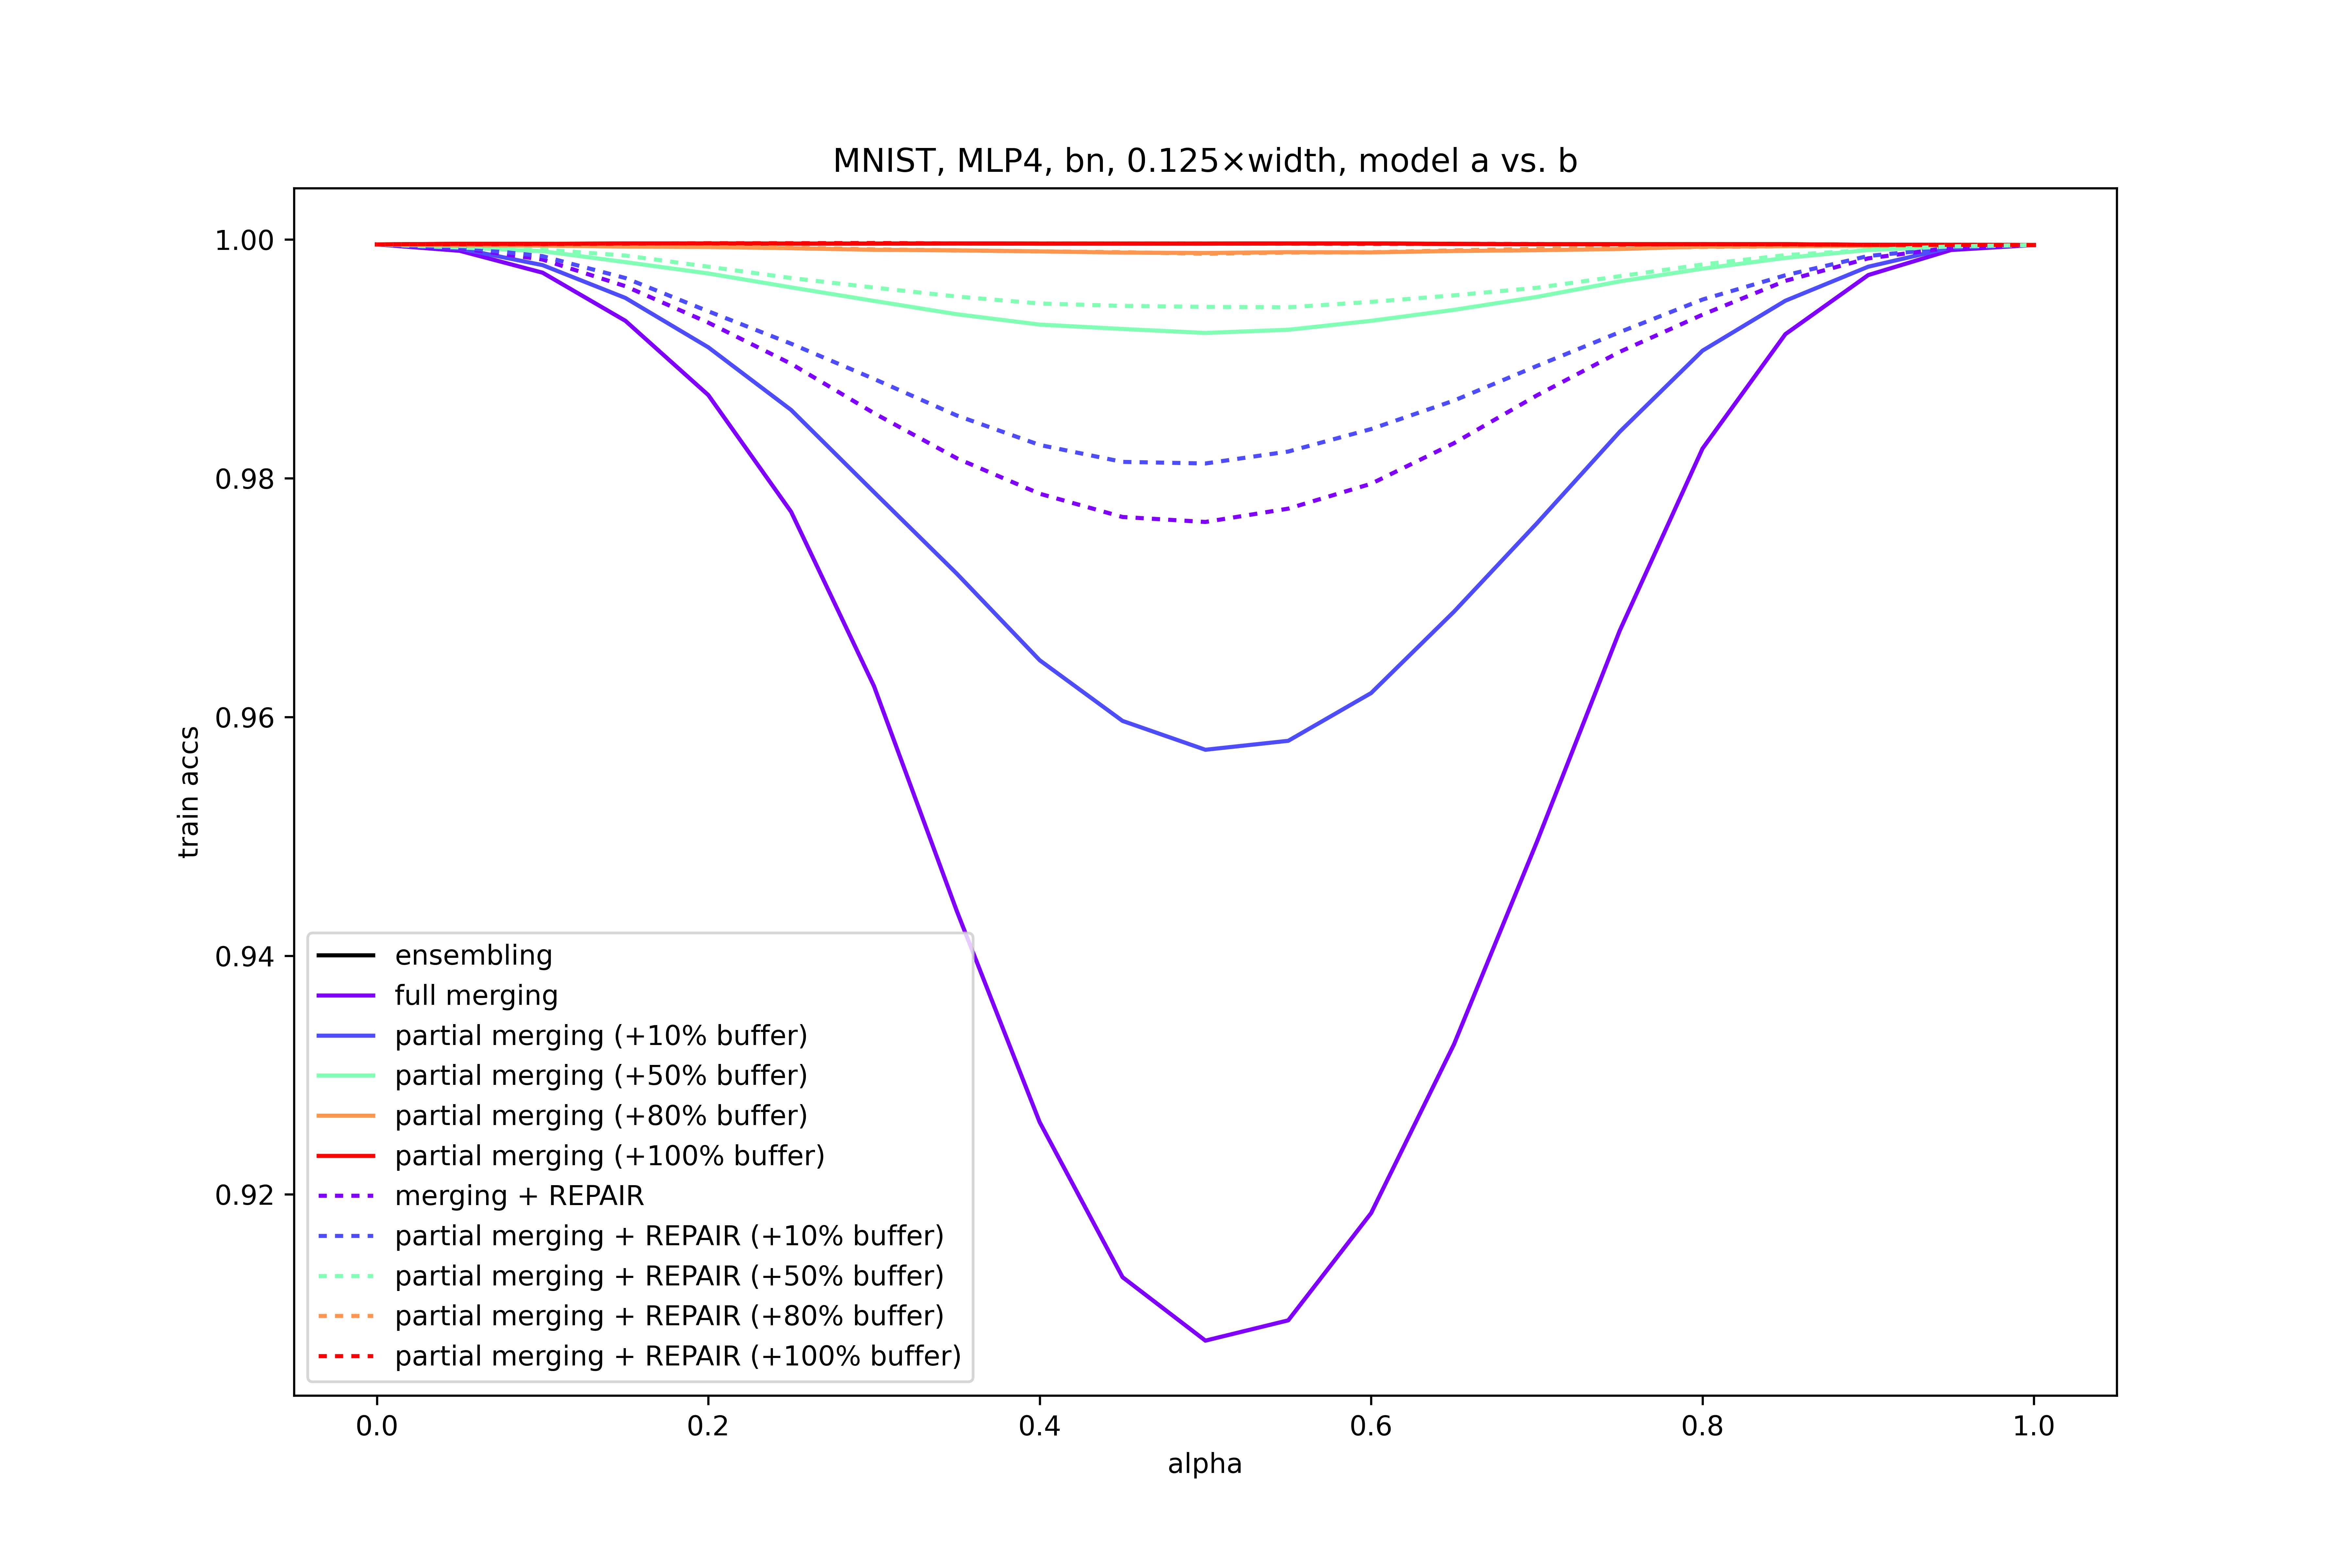 MNIST, MLP4, bn, 0.125×width, model a vs. b
1.00
0.98
0.96
0.94
0.92
train accs
ensembling
full merging
partial merging (+10% buffer)
partial merging (+50% buffer)
partial merging (+80% buffer)
partial merging (+100% buffer)
merging + REPAIR
partial merging + REPAIR (+10% buffer)
partial merging + REPAIR (+50% buffer)
partial merging + REPAIR (+80% buffer)
partial merging + REPAIR (+100% buffer)
0.0 0.2 0.4 0.6 0.8 1.0
alpha